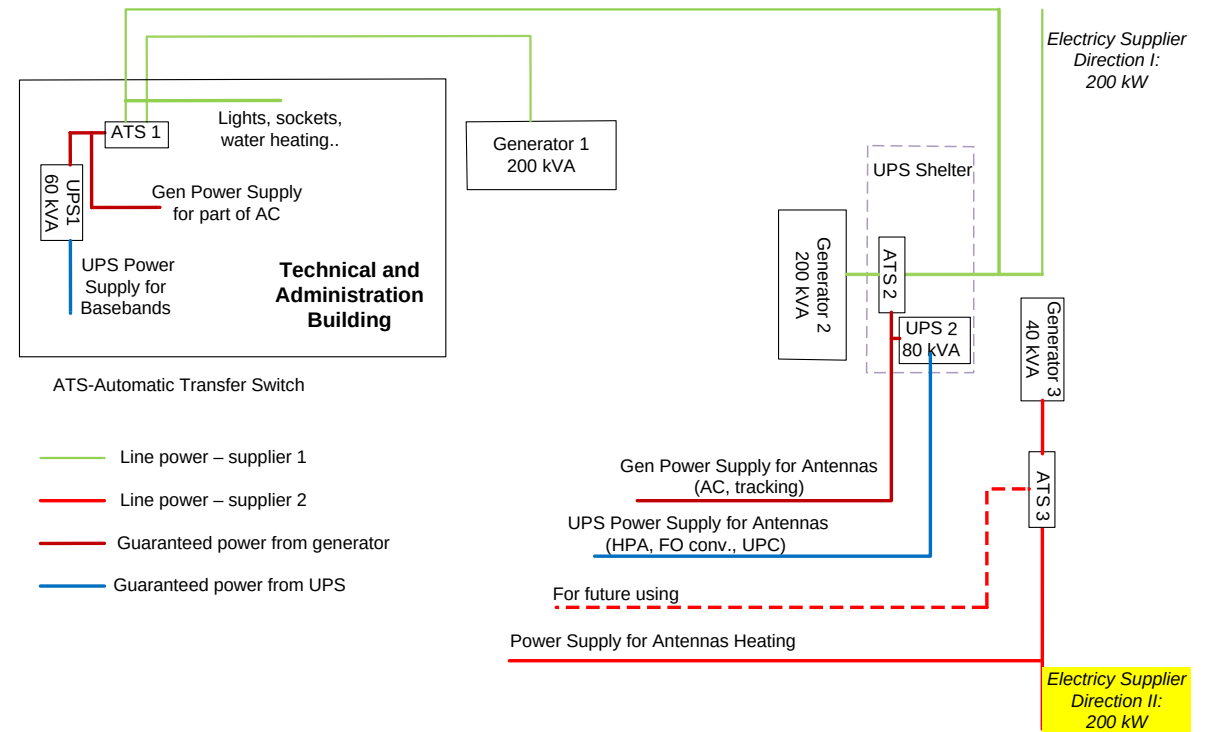 Electricy Supplier
Direction I:
200 kW
Lights, sockets,
water heating..
ATS 1
Generator 1
200 kVA
UPS Shelter
UPS1
60 kVA
Gen Power Supply
for part of AC
Generator 2
200 kVA
ATS 2
UPS Power
Supply for
Basebands
Technical and
Administration
Building
UPS 2
80 kVA
Generator 3
40 kVA
ATS-Automatic Transfer Switch
Line power – supplier 1
Line power – supplier 2
Guaranteed power from generator
Guaranteed power from UPS
Gen Power Supply for Antennas
(AC, tracking)
ATS 3
UPS Power Supply for Antennas
(HPA, FO conv., UPC)
For future using
Power Supply for Antennas Heating
Electricy Supplier
Direction II:
200 kW